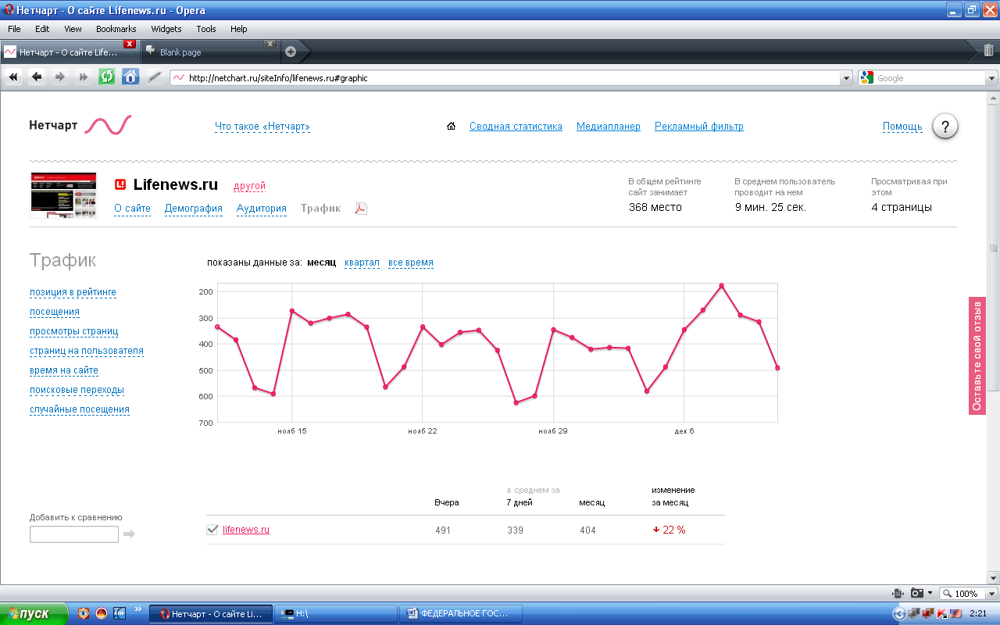 Нетчарт - О сайте Lifenews.ru - Opera
File Edit View Bookmarks Widgets Tools Help
Нетчарт - О сайте Life... Blank page
http://netchart.ru/siteInfo/lifenews.ru#graphic Google
Нетчарт Что такое «Нетчарт» Сводная статистика Медиапланер Рекламный фильтр Помощь ?
Lifenews.ru другой
О сайте Демография Аудитория Трафик
В общем рейтинге
сайт занимает
368 место
В среднем пользователь
проводит на нем
9 мин. 25 сек.
Просматривая при
этом
4 страницы
Трафик
позиция в рейтинге
посещения
просмотры страниц
страниц на пользователя
время на сайте
поисковые переходы
случайные посещения
показаны данные за: месяц квартал все время
200
300
400
500
600
700
ноя6 15 ноя6 22 ноя6 29 дек 6
Оставьте свой отзыв
в среднем за изменение
Вчера 7 дней месяц за месяц
lifenews.ru 491 339 404 22 %
Добавить к сравнению
100%
пуск Нетчарт - О сайте Li... H:\ ФЕДЕРАЛЬНОЕ ГОС... 2:21